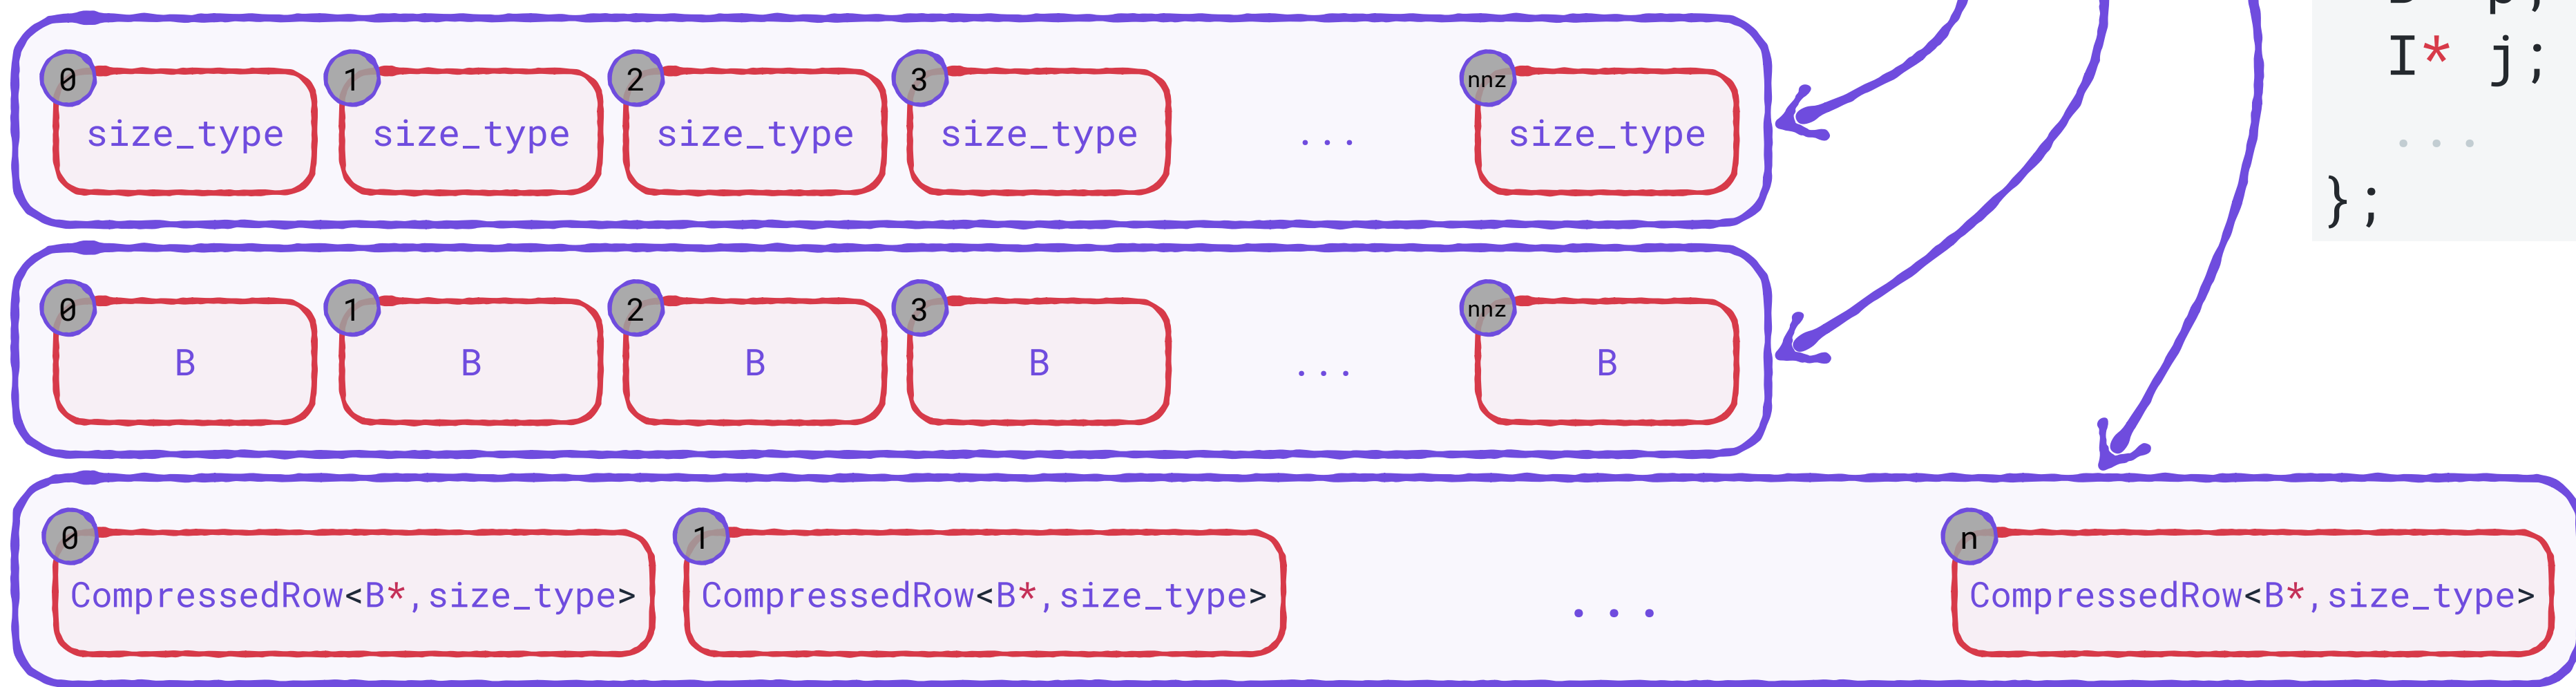 0 1 2 3 nnz
size_type size_type size_type size_type ... size_type
0 1 2 3 nnz
B B B B ... B
0 1 n
CompressedRow<B*,size_type> CompressedRow<B*,size_type> ... CompressedRow<B*,size_type>
I* j;
...
};